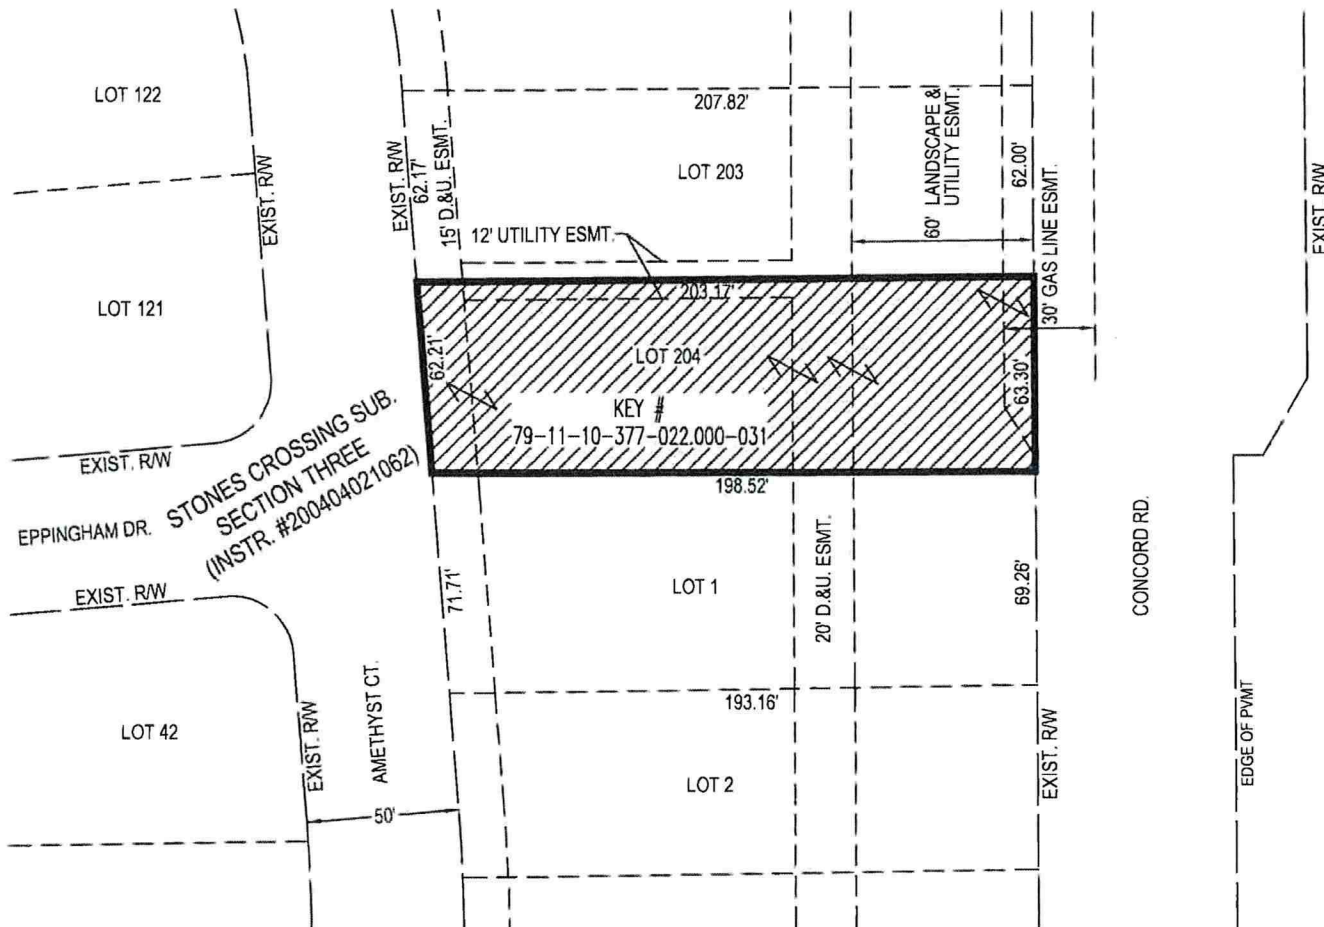 LOT 122
EXIST. R/W
EXIST. R/W
62.17'
15' D.&U. ESMT.
207.82'
LOT 203
60' LANDSCAPE &
UTILITY ESMT.
62.00'
30' GAS LINE ESMT.
EXIST. R/W
12' UTILITY ESMT.
LOT 121
203.17'
62.21'
LOT 204
63.30'
KEY #
79-11-10-377-022.000-031
EXIST. R/W
STONES CROSSING SUB.
SECTION THREE
(INSTR. #200404021062)
198.52'
EPPINGHAM DR.
EXIST. R/W
71.71'
LOT 1
20' D.&U. ESMT.
69.26'
CONCORD RD.
LOT 42
EXIST. R/W
AMETHYST CT.
193.16'
LOT 2
EXIST. R/W
EDGE OF PVMT
50'